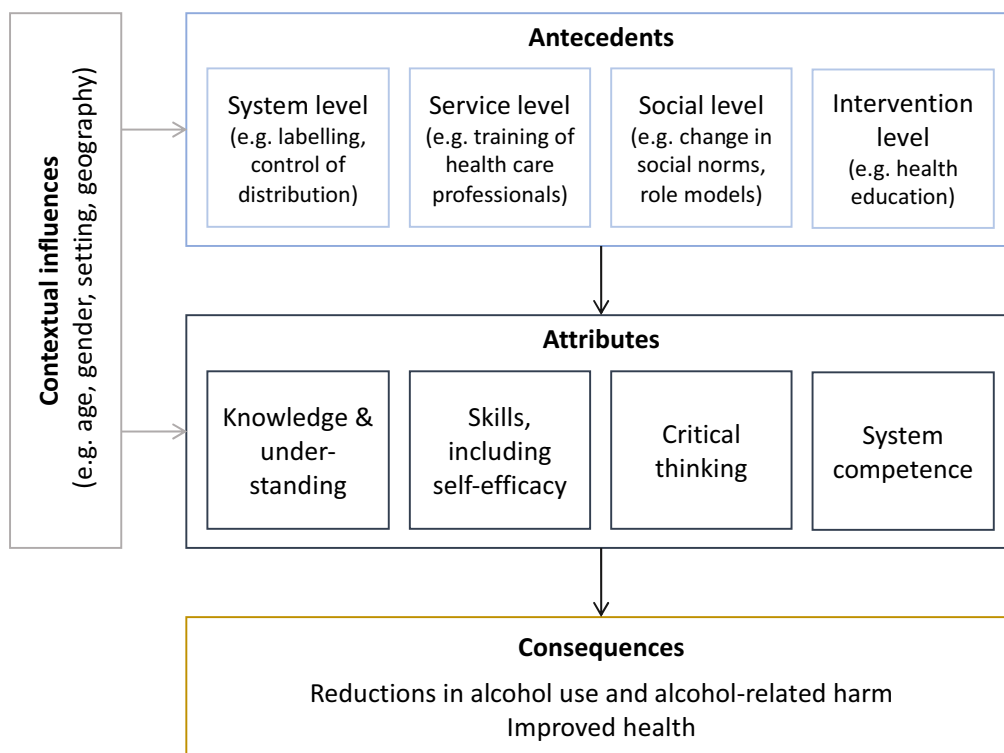 Contextual influences
(e.g. age, gender, setting, geography)
Antecedents
System level
(e.g. labelling,
control of
distribution)
Service level
(e.g. training of
health care
professionals)
Social level
(e.g. change in
social norms,
role models)
Intervention
level
(e.g. health
education)
Attributes
Knowledge &
under-
standing
Skills,
including
self-efficacy
Critical
thinking
System
competence
Consequences
Reductions in alcohol use and alcohol-related harm
Improved health